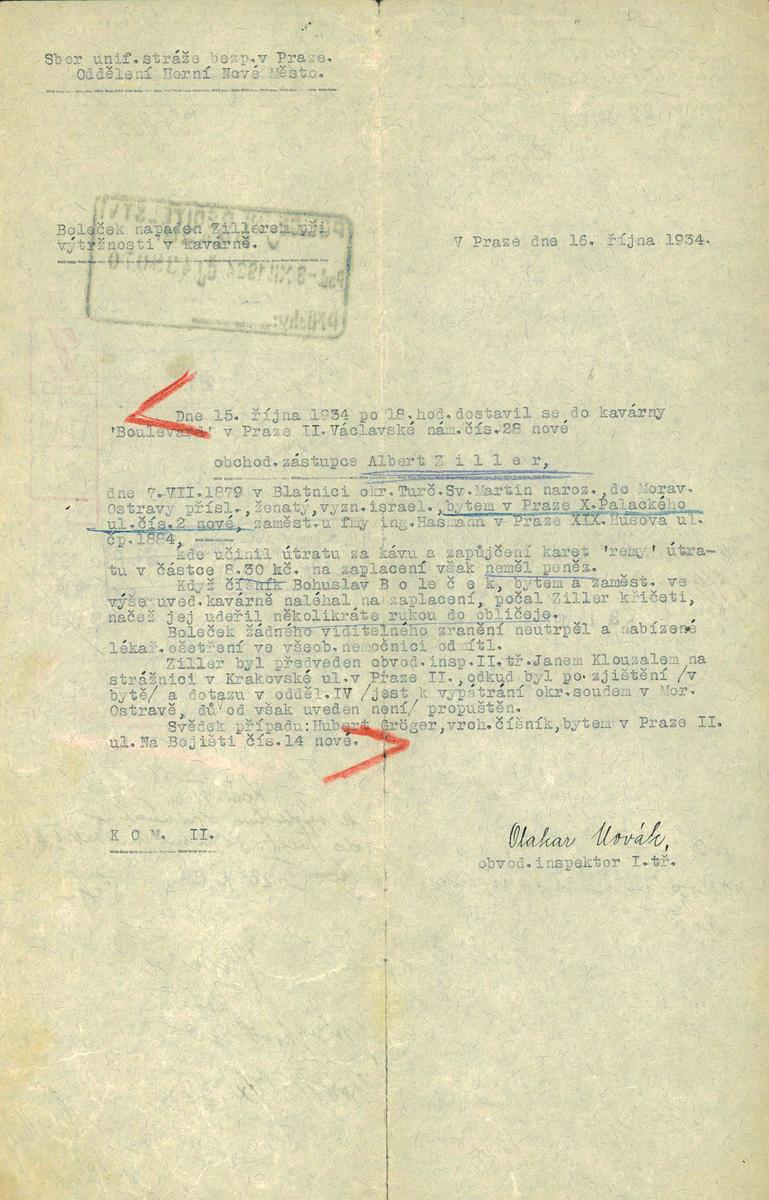 Sbor unif.stráže bezp.v Praze.
Oddělení Horní Nové Město.
Boleček napaden Zillerem při
výtržnosti v kavárně.
V Praze dne 16. října 1934.
Dne 15. října 1934 po 18.hod.dostavil se do kavárny
'Boulevard' v Praze II.Václavské nám.čís.28 nové
obchod.zástupce Albert Z i l l e r,
dne 7.VII.1879 v Blatnici okr.Turč.Sv.Martin naroz.,do Morav.
Ostravy přísl., ženatý,vyzn.israel.,bytem v Praze X.Palackého
ul.čís.2 nové, zaměst.u fmy ing.Hasmann v Praze XIX.Husova ul.
čp.1884,
kde učinil útratu za kávu a zapůjčení karet 'remy' útra-
tu v částce 8.30 kč. na zaplacení však neměl peněz.
Když číšník Bohuslav B o l e č e k, bytem a zaměst. ve
výše uved.kavárně naléhal na zaplacení, počal Ziller křičeti,
načež jej udeřil několikráte rukou do obličeje.
Boleček žádného viditelného zranění neutrpěl a nabízené
lékař.ošetření ve všeob.nemocnici odmítl.
Ziller byl předveden obvod.insp.II.tř.Janem Klouzalem na
strážnici v Krakovské ul.v Praze II.,odkud byl po zjištění /v
bytě/ a dotazu v odděl.IV /jest k vypátrání okr.soudem v Mor.
Ostravě, dů od však uveden není/ propuštěn.
Svědek případu:Hubert Gröger,vrch.číšník,bytem v Praze II.
ul.Na Bojišti čís.14 nové.
K O M. II.
Otakar Novák,
obvod.inspektor I.tř.